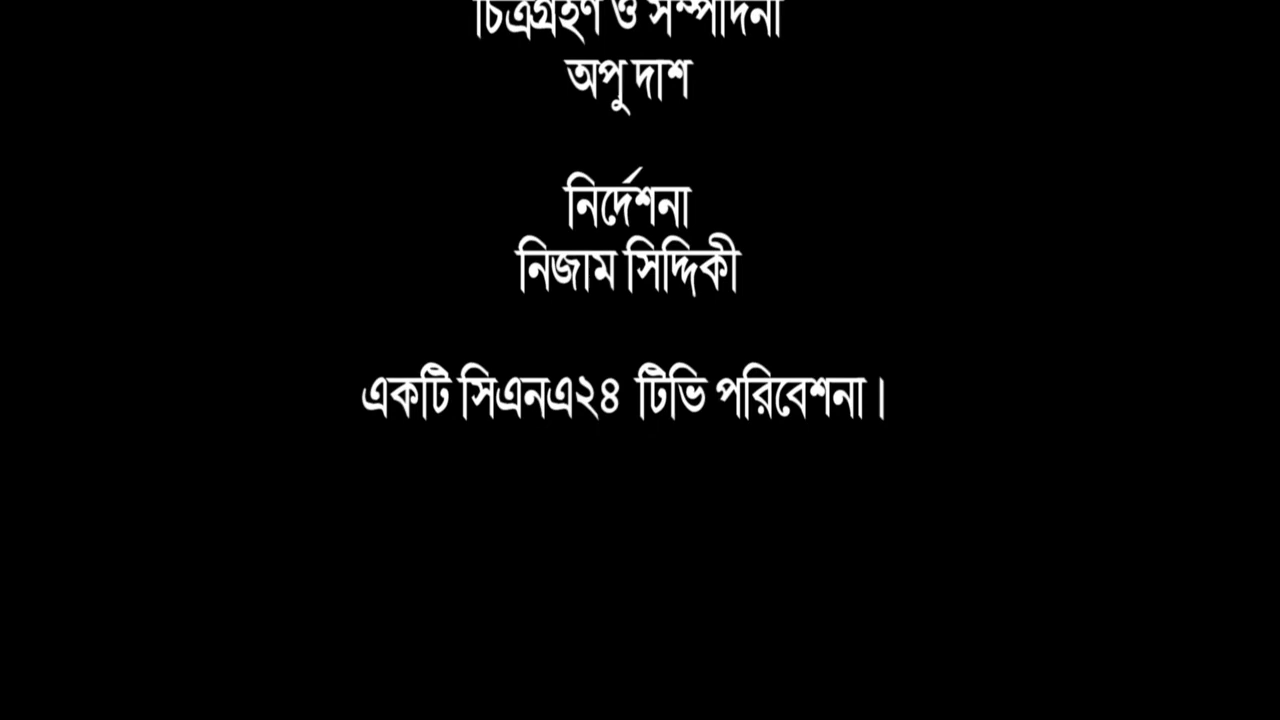 চিত্রগ্রহণ ও সম্পাদনা
অপু দাশ
নির্দেশনা
নিজাম সিদ্দিকী
একটি সিএনএ২৪ টিভি পরিবেশনা।